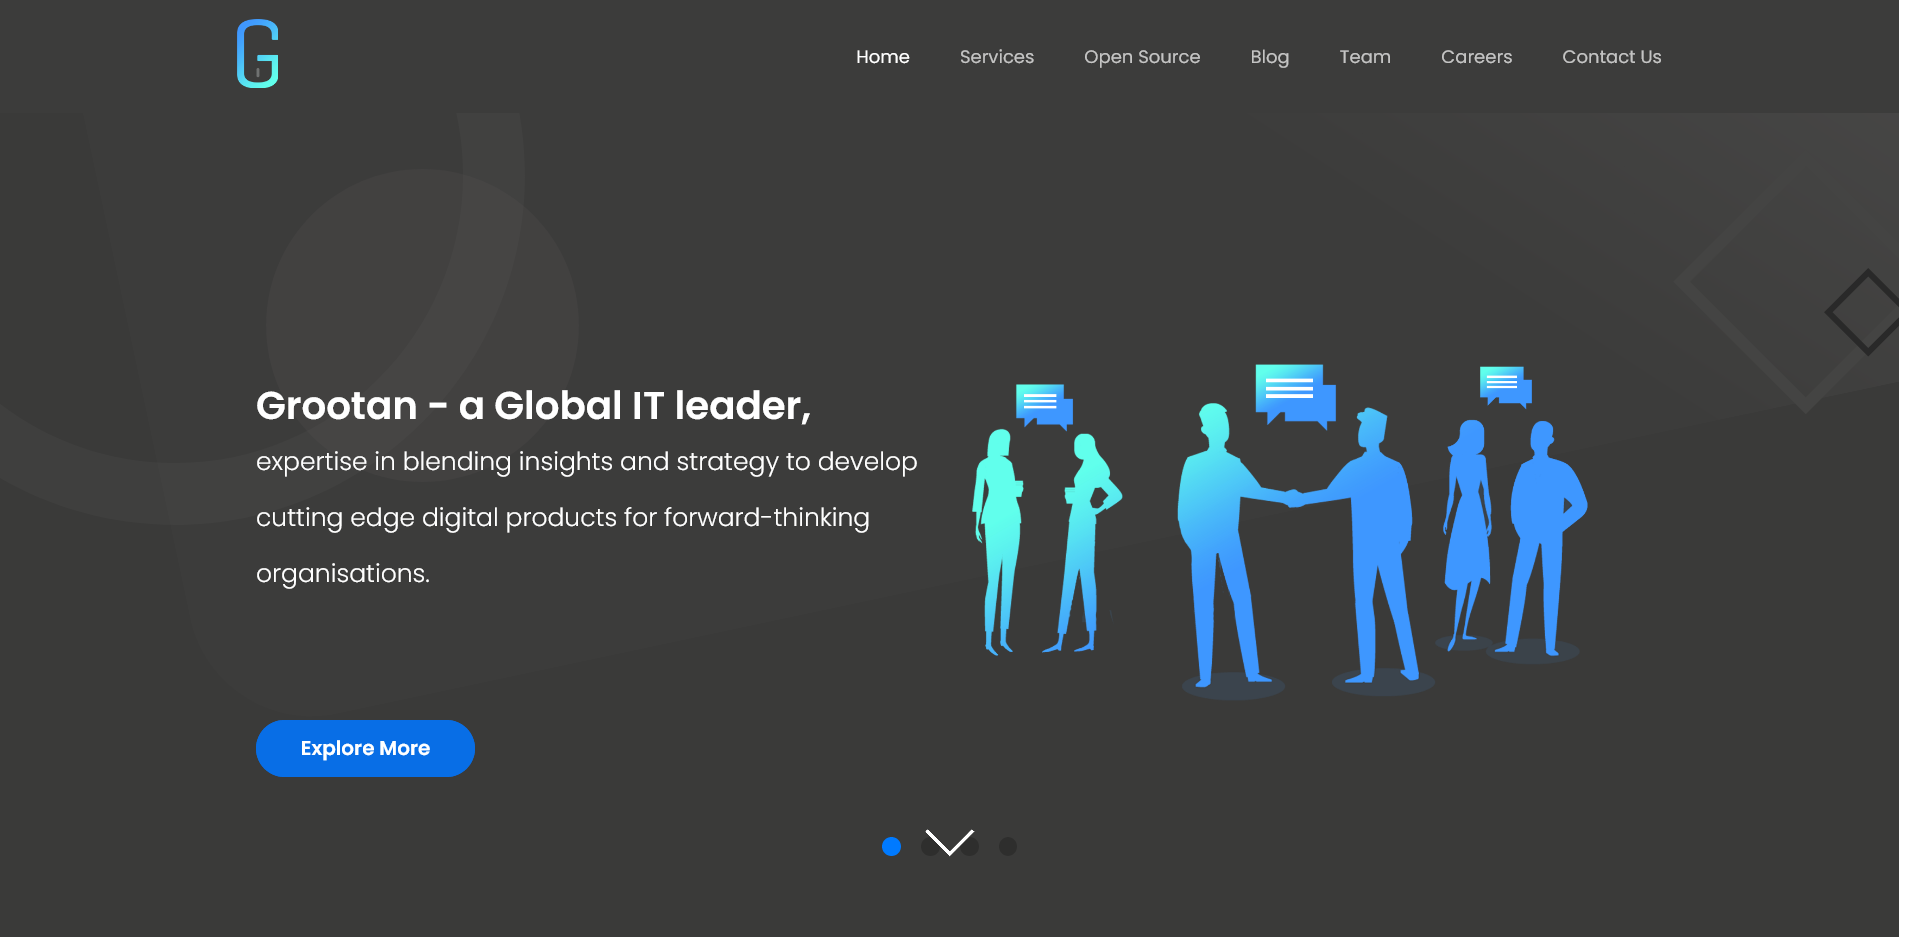 G
Home Services Open Source Blog Team Careers Contact Us
Grootan - a Global IT leader,
expertise in blending insights and strategy to develop
cutting edge digital products for forward-thinking
organisations.
Explore More